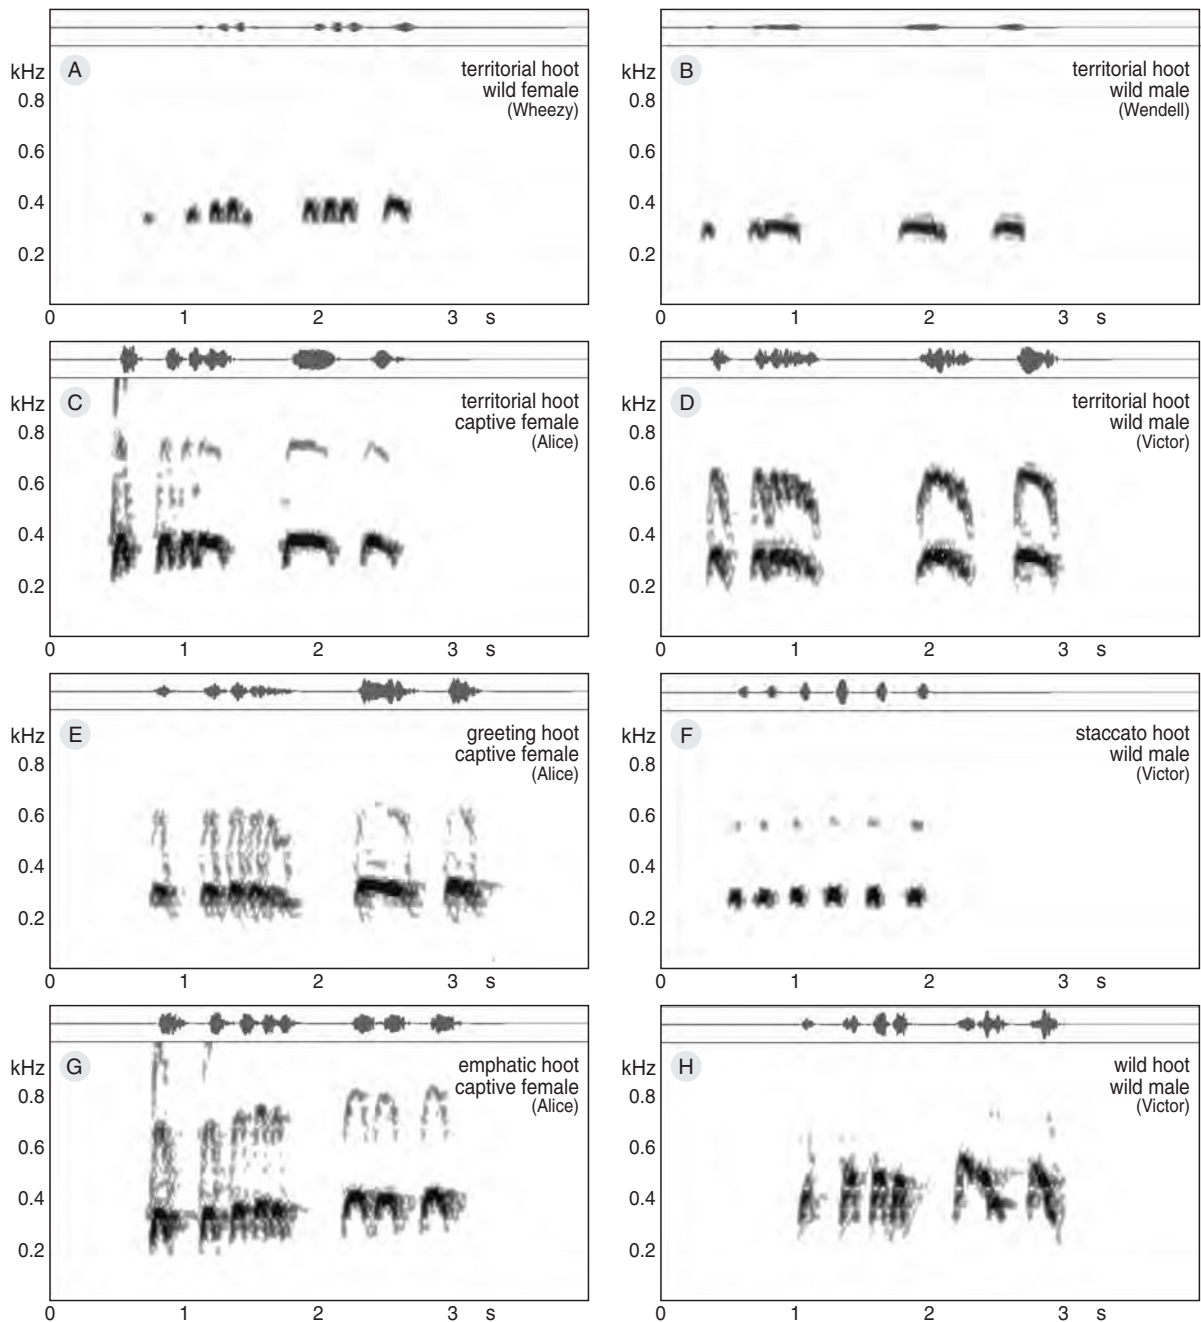 kHz
A
territorial hoot
wild female
(Wheezy)
0.8
0.6
0.4
0.2
0 1 2 3 s
kHz
B
territorial hoot
wild male
(Wendell)
0.8
0.6
0.4
0.2
0 1 2 3 s
kHz
C
territorial hoot
captive female
(Alice)
0.8
0.6
0.4
0.2
0 1 2 3 s
kHz
D
territorial hoot
wild male
(Victor)
0.8
0.6
0.4
0.2
0 1 2 3 s
kHz
E
greeting hoot
captive female
(Alice)
0.8
0.6
0.4
0.2
0 1 2 3 s
kHz
F
staccato hoot
wild male
(Victor)
0.8
0.6
0.4
0.2
0 1 2 3 s
kHz
G
emphatic hoot
captive female
(Alice)
0.8
0.6
0.4
0.2
0 1 2 3 s
kHz
H
wild hoot
wild male
(Victor)
0.8
0.6
0.4
0.2
0 1 2 3 s